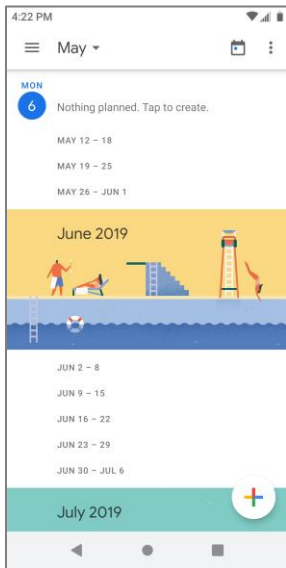 4:22 PM
May
MON
6
Nothing planned. Tap to create.
MAY 12 – 18
MAY 19 – 25
MAY 26 – JUN 1
June 2019
JUN 2 – 8
JUN 9 – 15
JUN 16 – 22
JUN 23 – 29
JUN 30 – JUL 6
July 2019